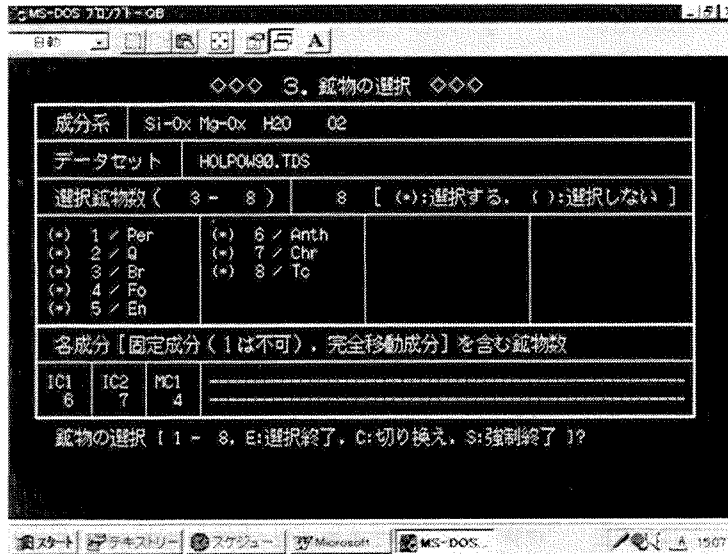 MS-DOS プロンプト - QB
自動 A
◇◇◇ 3. 鉱物の選択 ◇◇◇
成分系 Si-Ox Mg-Ox H2O O2
データセット HOLPOW90.TDS
選択鉱物数 ( 3 - 8 ) 8 [ (*):選択する, ( ):選択しない ]
(*) 1 / Per (*) 6 / Anth
(*) 2 / Q (*) 7 / Chr
(*) 3 / Br (*) 8 / Tc
(*) 4 / Fo
(*) 5 / En
各成分 [固定成分 (1は不可), 完全移動成分] を含む鉱物数
IC1 IC2 MC1
6 7 4
鉱物の選択 [ 1 - 8, E:選択終了, C:切り換え, S:強制終了 ]?
スタート テキストリー スケジュー Microsoft MS-DOS... A